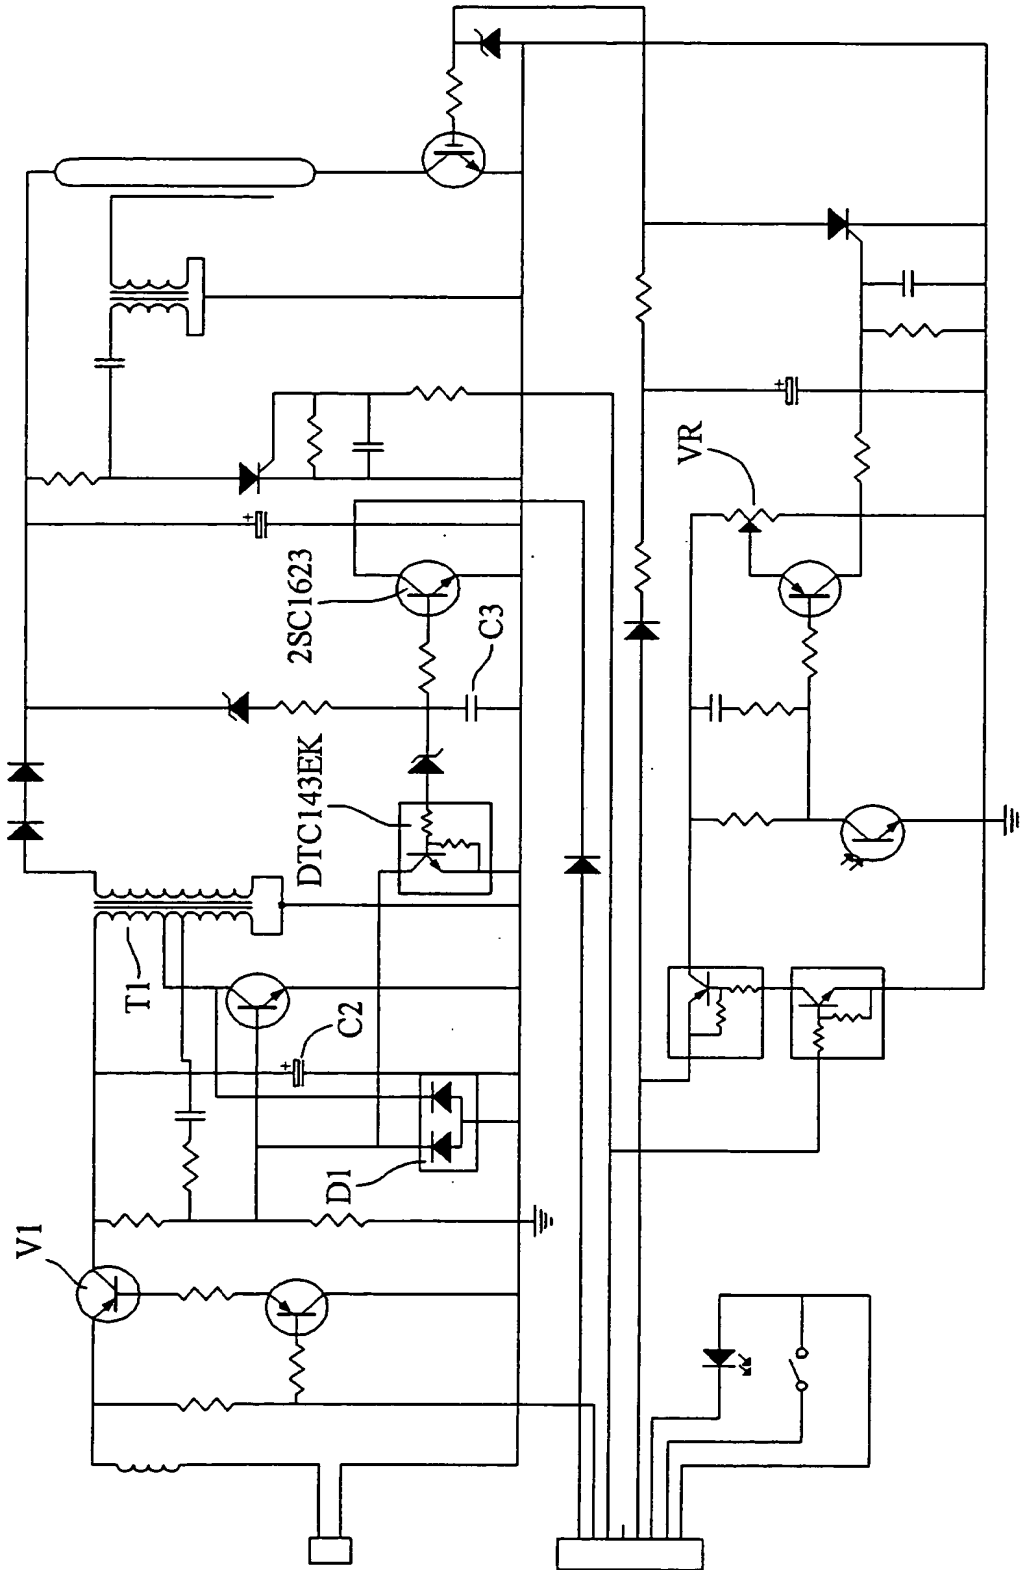 V1
T1
D1
C2
DTC143EK
2SC1623
C3
VR
+
+
+